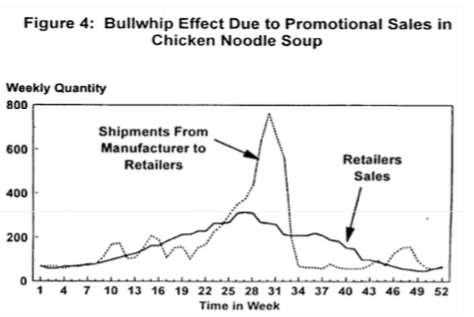 Figure 4: Bullwhip Effect Due to Promotional Sales in
Chicken Noodle Soup
Weekly Quantity
800
600
400
200
0
Shipments From
Manufacturer to
Retailers
Retailers
Sales
1 4 7 10 13 16 19 22 25 28 31 34 37 40 43 46 49 52
Time in Week